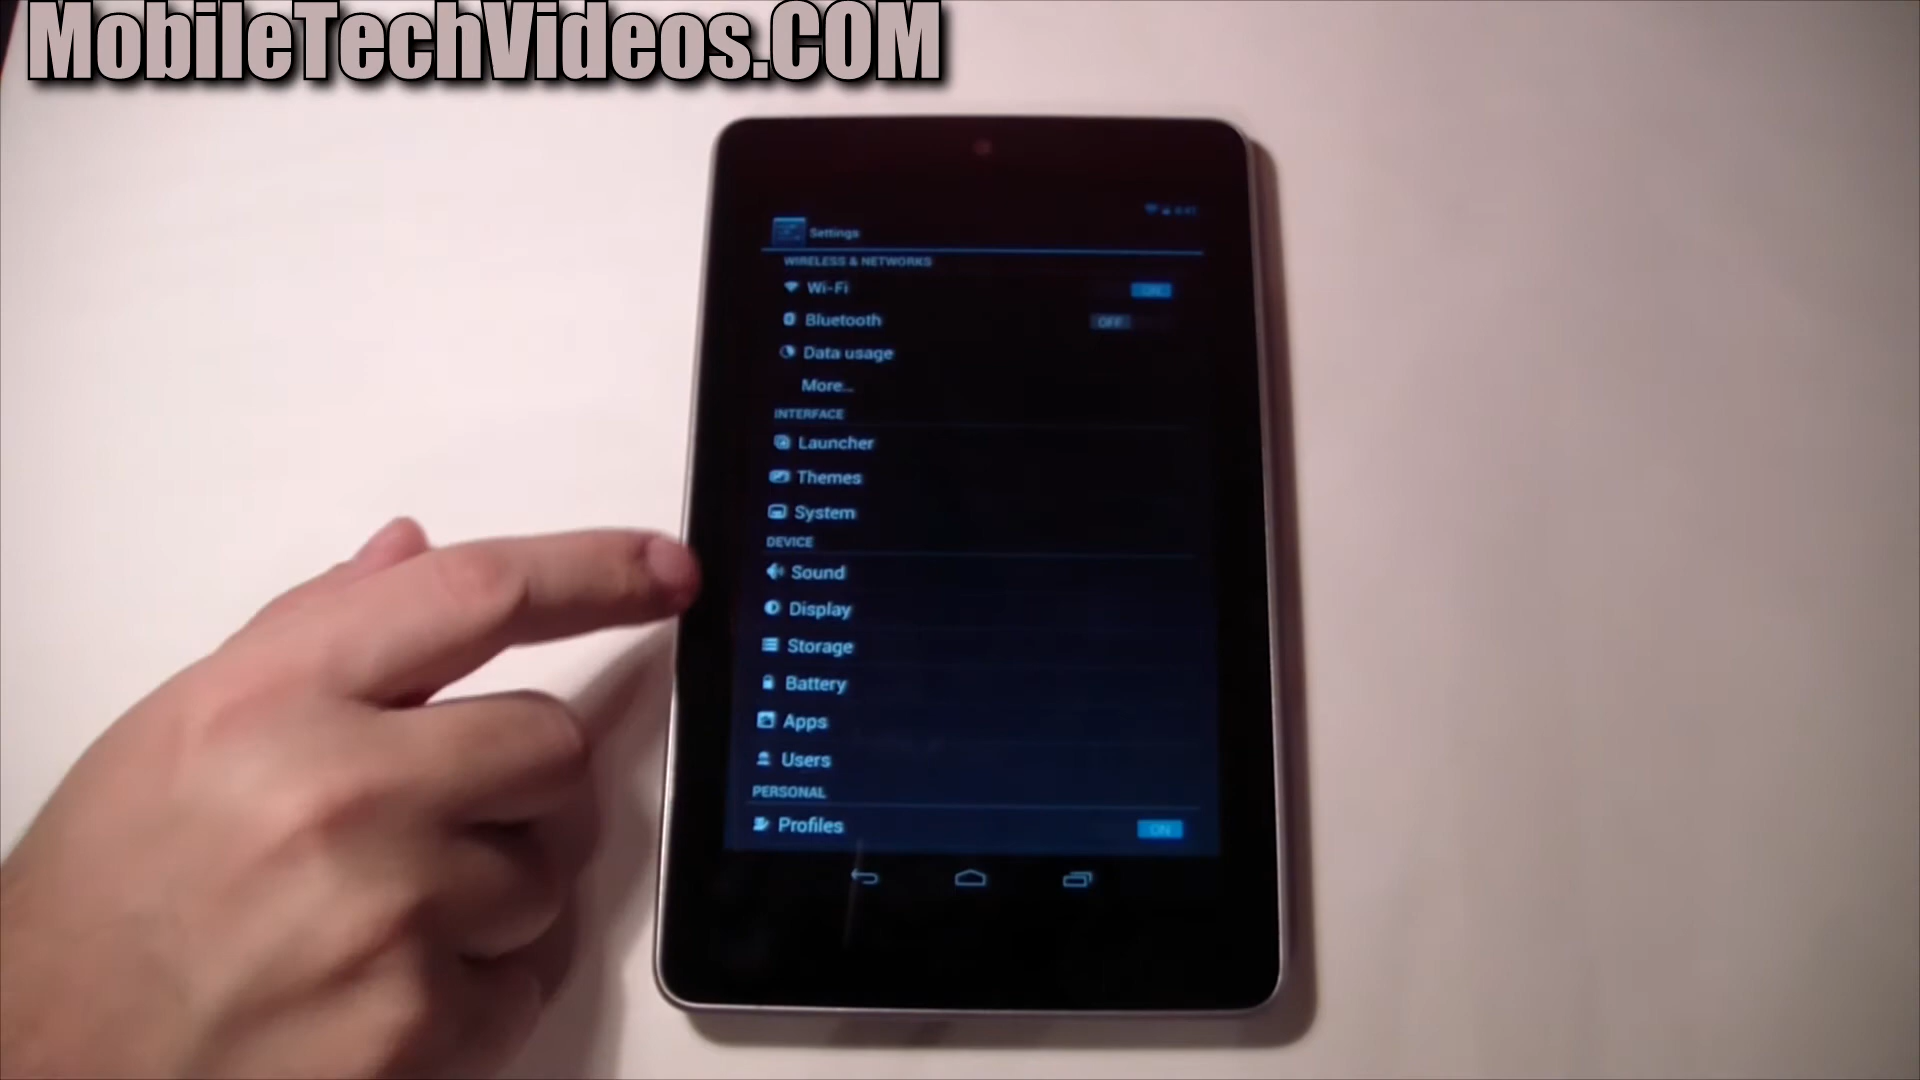 MobileTechVideos.COM
Settings
WIRELESS & NETWORKS
Wi-Fi ON
Bluetooth OFF
Data usage
More...
INTERFACE
Launcher
Themes
System
DEVICE
Sound
Display
Storage
Battery
Apps
Users
PERSONAL
Profiles ON